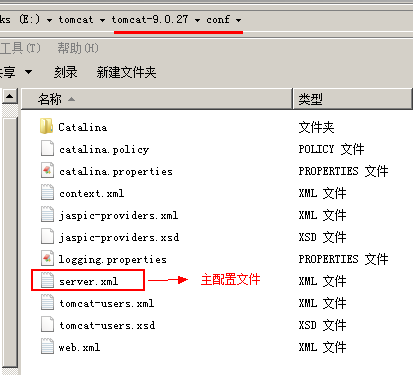 ks (E:) ▾ tomcat ▾ tomcat-9.0.27 ▾ conf ▾
工具(T) 帮助(H)
共享 ▼ 刻录 新建文件夹
名称 类型
Catalina 文件夹
catalina.policy POLICY 文件
catalina.properties PROPERTIES 文件
context.xml XML 文件
jaspic-providers.xml XML 文件
jaspic-providers.xsd XSD 文件
logging.properties PROPERTIES 文件
server.xml 主配置文件 XML 文件
tomcat-users.xml XML 文件
tomcat-users.xsd XSD 文件
web.xml XML 文件